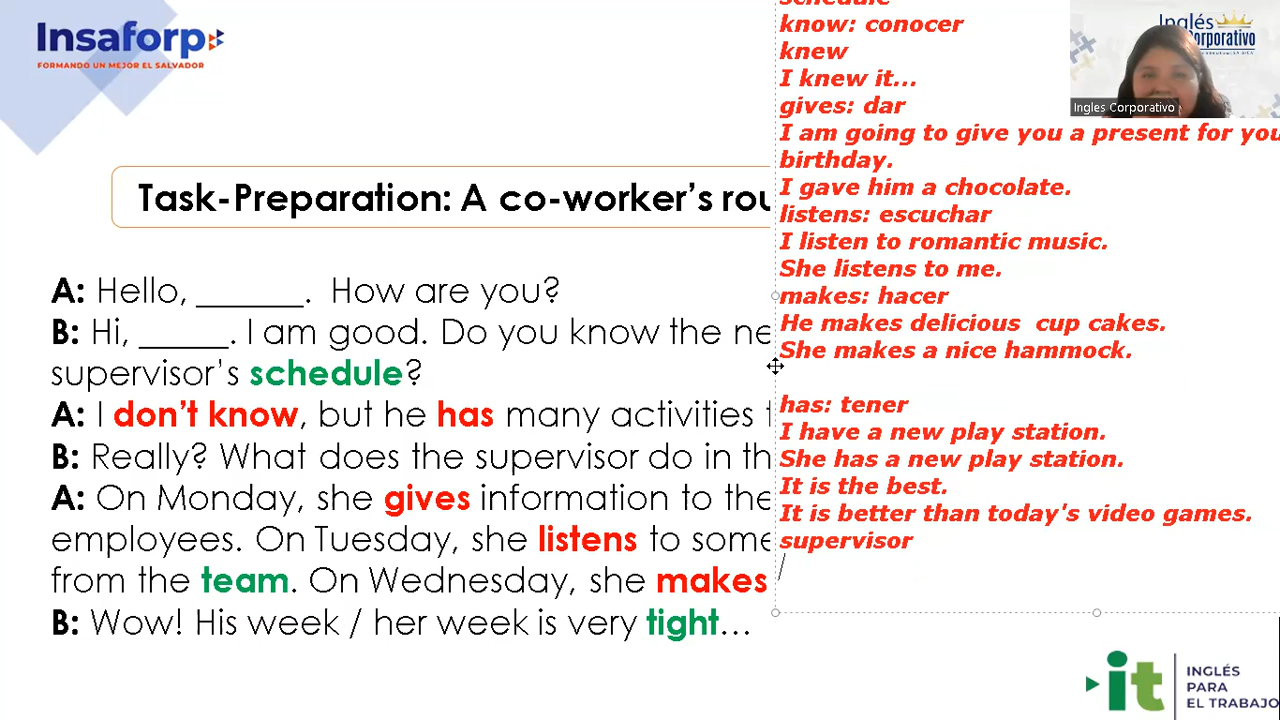 Insaforp
FORMANDO UN MEJOR EL SALVADOR
Task-Preparation: A co-worker's
A: Hello, ______. How are you?
B: Hi, _____. I am good. Do you know the
supervisor's schedule?
A: I don't know, but he has many activities
B: Really? What does the supervisor do in
A: On Monday, she gives information to the
employees. On Tuesday, she listens to some
from the team. On Wednesday, she makes
B: Wow! His week / her week is very tight...
schedule
know: conocer
knew
I knew it...
gives: dar
I am going to give you a present for
birthday.
I gave him a chocolate.
listens: escuchar
I listen to romantic music.
She listens to me.
makes: hacer
He makes delicious cup cakes.
She makes a nice hammock.
has: tener
I have a new play station.
She has a new play station.
It is the best.
It is better than today's video games.
supervisor
/
Inglés
Corporativo
Ingles Corporativo
it
INGLÉS
PARA
EL TRABAJO